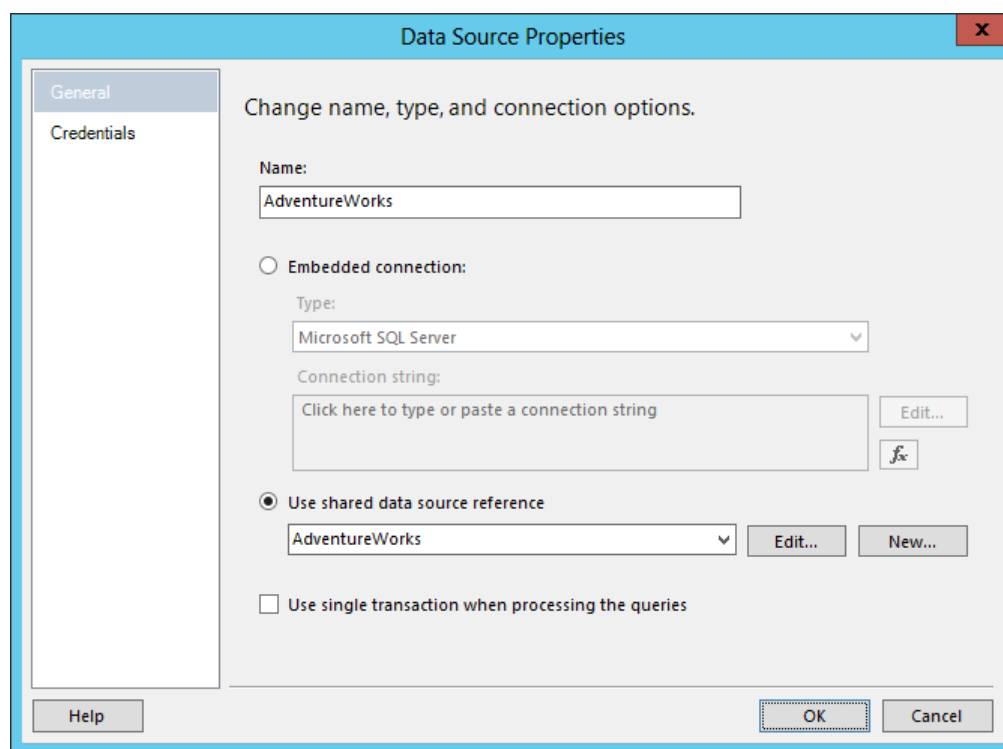 Data Source Properties
x
General
Credentials
Change name, type, and connection options.
Name:
AdventureWorks
Embedded connection:
Type:
Microsoft SQL Server
Connection string:
Click here to type or paste a connection string
Edit...
fx
Use shared data source reference
AdventureWorks
Edit...
New...
Use single transaction when processing the queries
Help
OK
Cancel